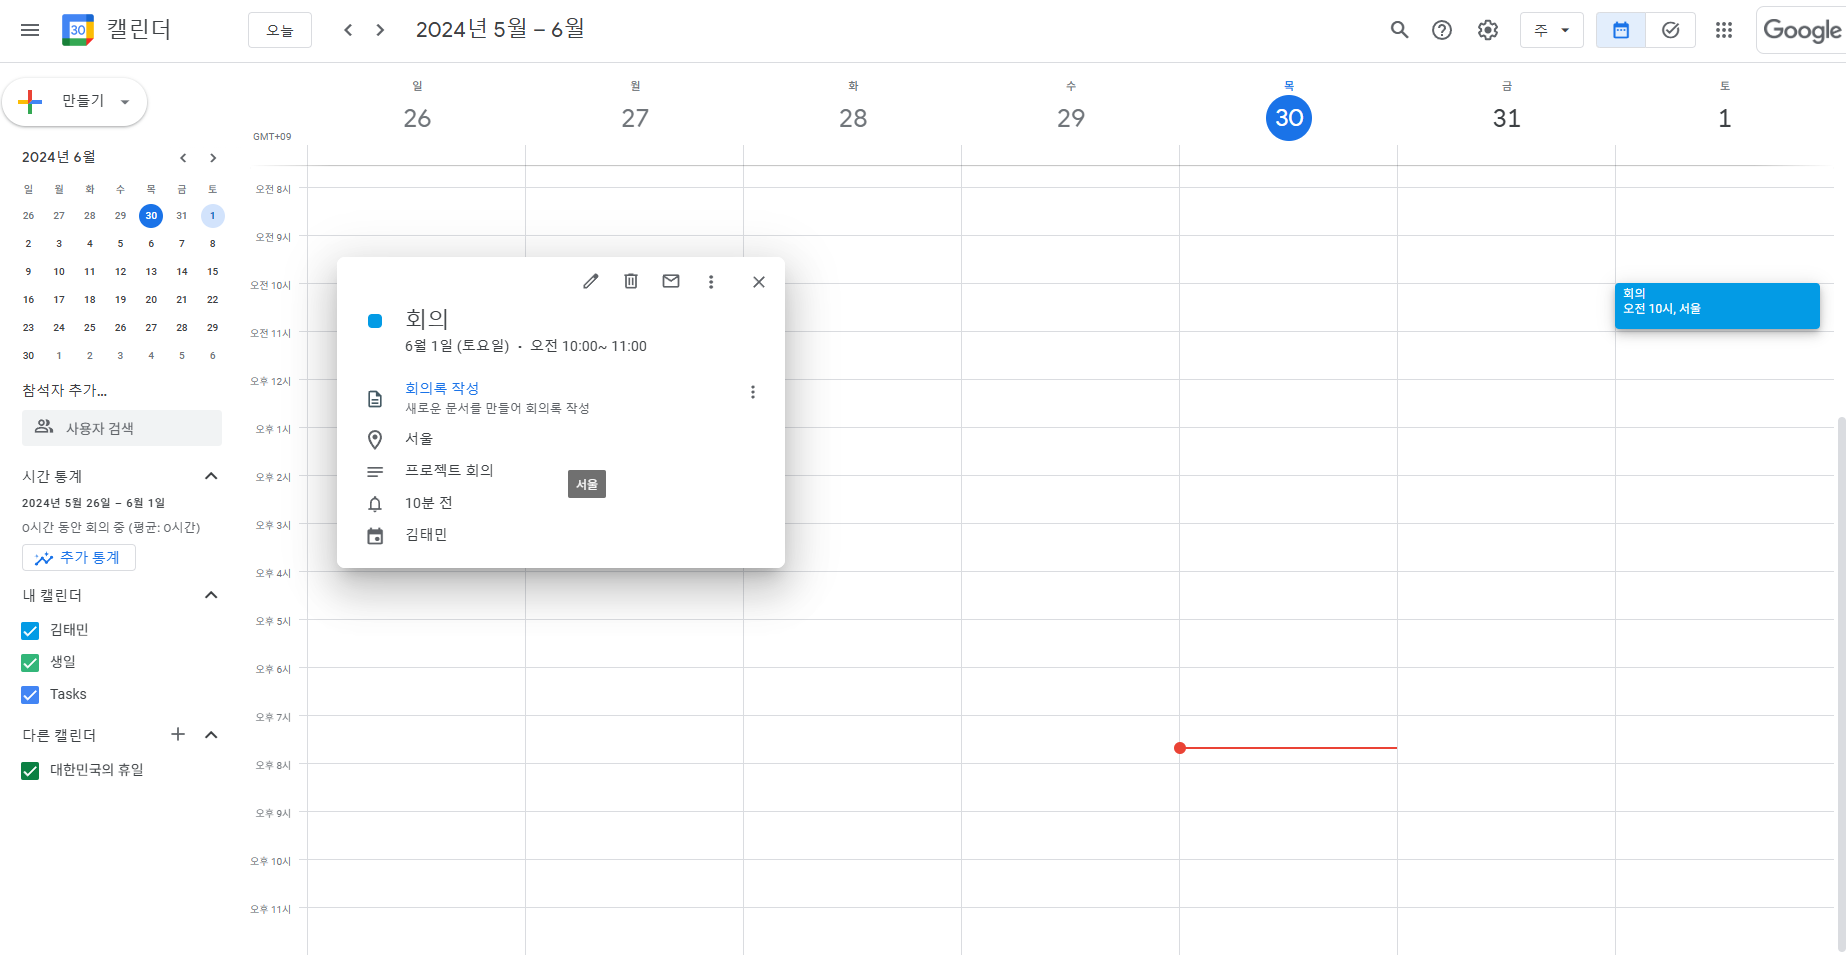 캘린더
오늘
2024년 5월 – 6월
주
Google
만들기
2024년 6월
일 월 화 수 목 금 토
26 27 28 29 30 31 1
2 3 4 5 6 7 8
9 10 11 12 13 14 15
16 17 18 19 20 21 22
23 24 25 26 27 28 29
30 1 2 3 4 5 6
참석자 추가...
사용자 검색
시간 통계
2024년 5월 26일 – 6월 1일
0시간 동안 회의 중 (평균: 0시간)
추가 통계
내 캘린더
김태민
생일
Tasks
다른 캘린더
대한민국의 휴일
일 월 화 수 목 금 토
26 27 28 29 30 31 1
GMT+09
오전 8시
오전 9시
오전 10시
오전 11시
오후 12시
오후 1시
오후 2시
오후 3시
오후 4시
오후 5시
오후 6시
오후 7시
오후 8시
오후 9시
오후 10시
오후 11시
회의
6월 1일 (토요일) · 오전 10:00~ 11:00
회의록 작성
새로운 문서를 만들어 회의록 작성
서울
프로젝트 회의
서울
10분 전
김태민
회의
오전 10시, 서울
30